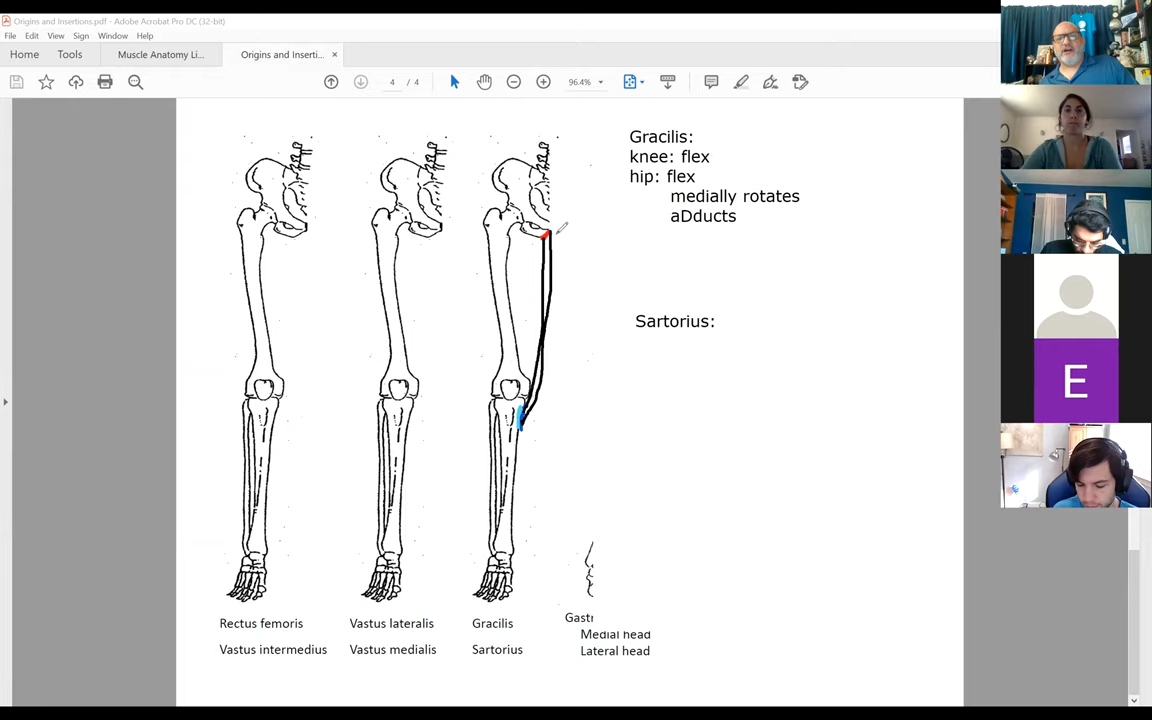 Origins and Insertions.pdf - Adobe Acrobat Pro DC (32-bit)
File Edit View Sign Window Help
Home Tools Muscle Anatomy Li... Origins and Inserti... ×
4 / 4 96.4%
Gracilis:
knee: flex
hip: flex
medially rotates
aDducts
Sartorius:
E
Rectus femoris
Vastus intermedius
Vastus lateralis
Vastus medialis
Gracilis
Sartorius
Gastr
Medial head
Lateral head